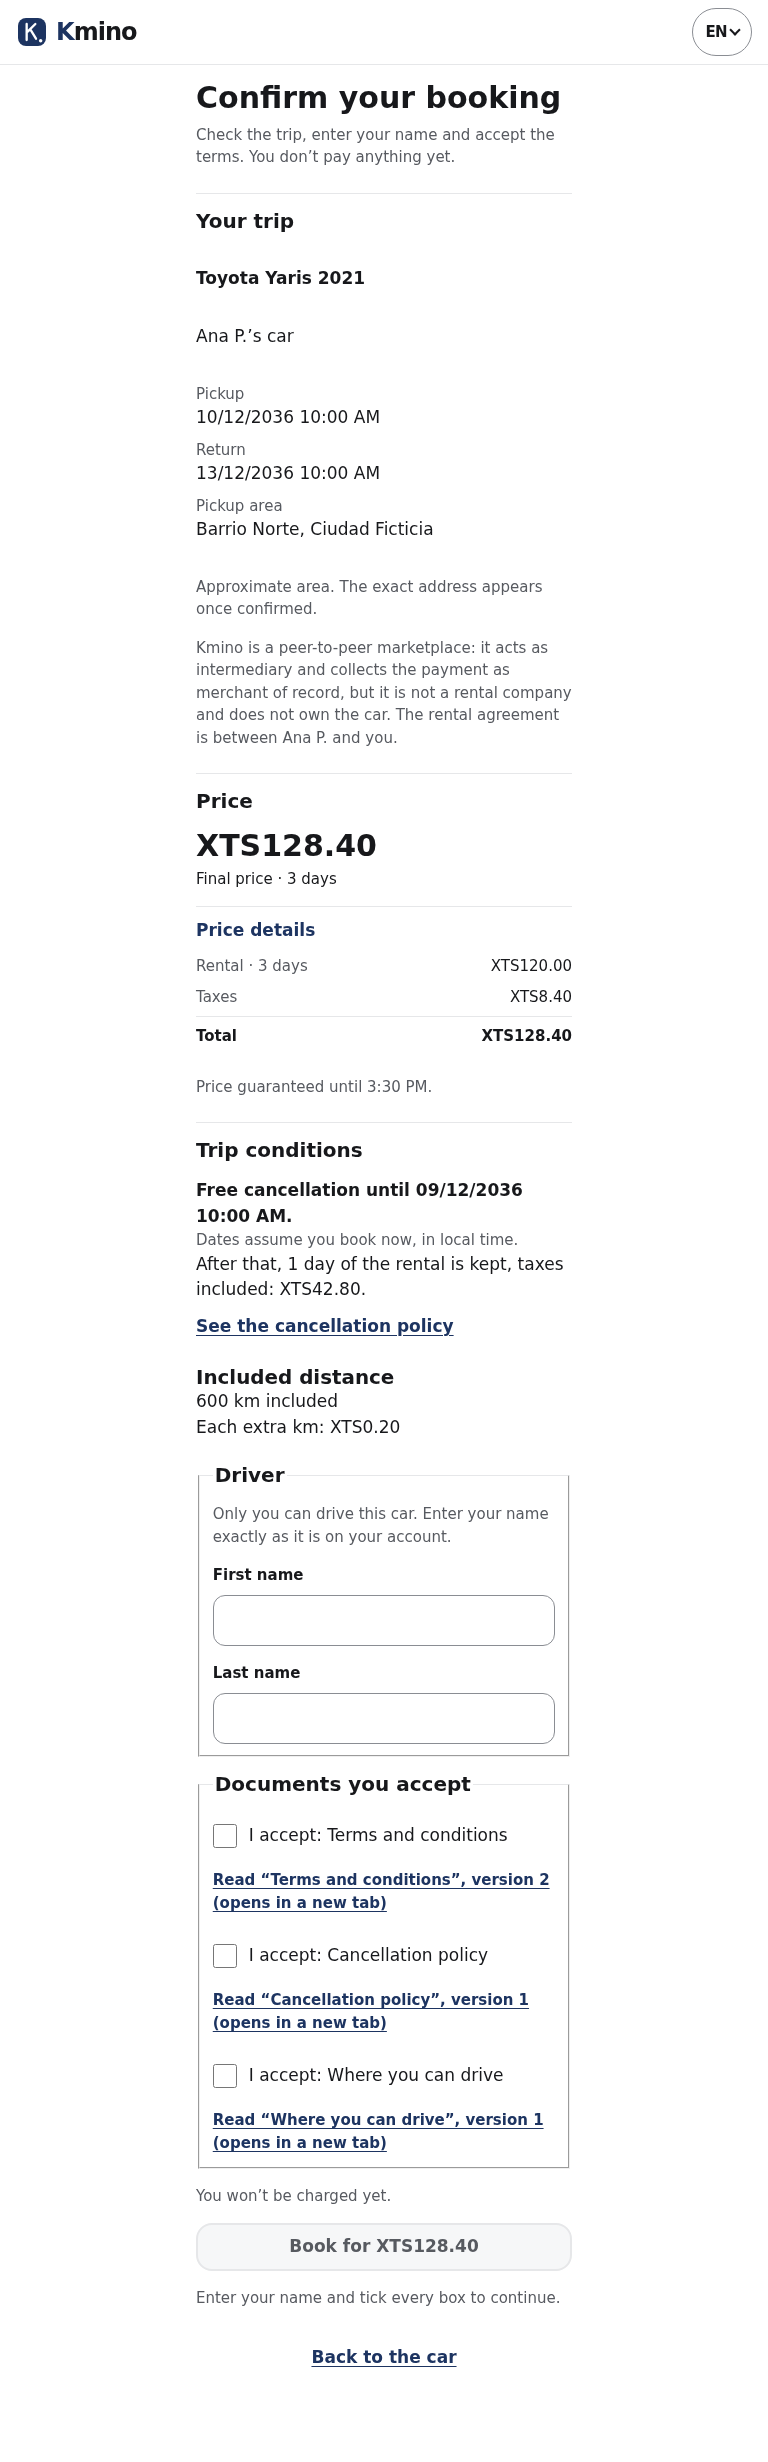 Kmino
EN
Confirm your booking
Check the trip, enter your name and accept the
terms. You don’t pay anything yet.
Your trip
Toyota Yaris 2021
Ana P.’s car
Pickup
10/12/2036 10:00 AM
Return
13/12/2036 10:00 AM
Pickup area
Barrio Norte, Ciudad Ficticia
Approximate area. The exact address appears
once confirmed.
Kmino is a peer-to-peer marketplace: it acts as
intermediary and collects the payment as
merchant of record, but it is not a rental company
and does not own the car. The rental agreement
is between Ana P. and you.
Price
XTS128.40
Final price · 3 days
Price details
Rental · 3 days XTS120.00
Taxes XTS8.40
Total XTS128.40
Price guaranteed until 3:30 PM.
Trip conditions
Free cancellation until 09/12/2036
10:00 AM.
Dates assume you book now, in local time.
After that, 1 day of the rental is kept, taxes
included: XTS42.80.
See the cancellation policy
Included distance
600 km included
Each extra km: XTS0.20
Driver
Only you can drive this car. Enter your name
exactly as it is on your account.
First name
Last name
Documents you accept
I accept: Terms and conditions
Read “Terms and conditions”, version 2
(opens in a new tab)
I accept: Cancellation policy
Read “Cancellation policy”, version 1
(opens in a new tab)
I accept: Where you can drive
Read “Where you can drive”, version 1
(opens in a new tab)
You won’t be charged yet.
Book for XTS128.40
Enter your name and tick every box to continue.
Back to the car